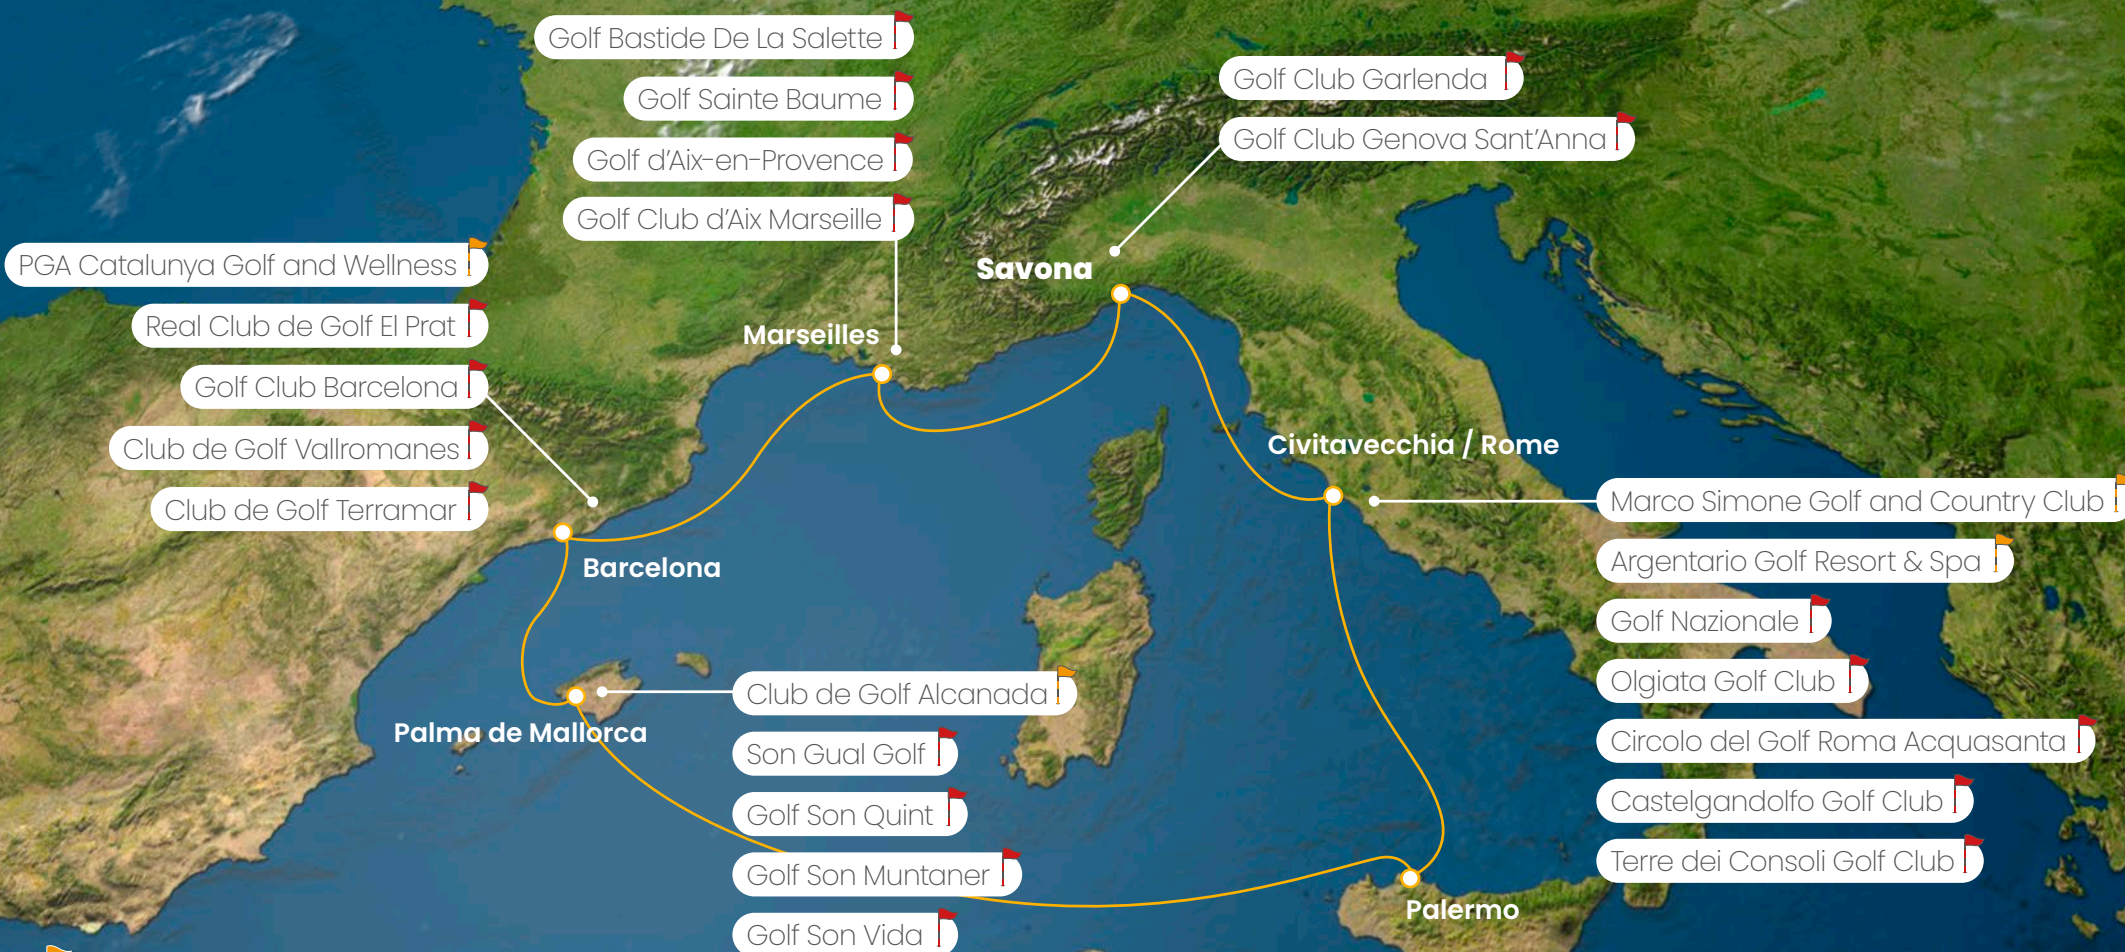 Golf Bastide De La Salette
Golf Sainte Baume
Golf d'Aix-en-Provence
Golf Club d'Aix Marseille
Golf Club Garlenda
Golf Club Genova Sant'Anna
PGA Catalunya Golf and Wellness
Real Club de Golf El Prat
Golf Club Barcelona
Club de Golf Vallromanes
Club de Golf Terramar
Savona
Marseilles
Civitavecchia / Rome
Barcelona
Palma de Mallorca
Palermo
Club de Golf Alcanada
Son Gual Golf
Golf Son Quint
Golf Son Muntaner
Golf Son Vida
Marco Simone Golf and Country Club
Argentario Golf Resort & Spa
Golf Nazionale
Olgiata Golf Club
Circolo del Golf Roma Acquasanta
Castelgandolfo Golf Club
Terre dei Consoli Golf Club